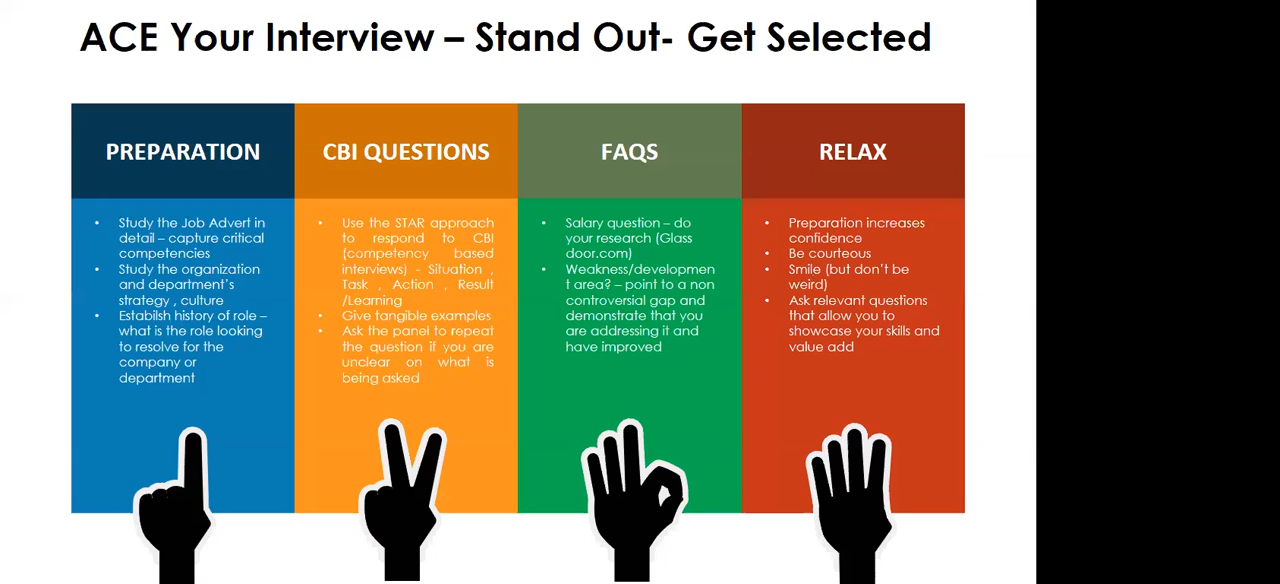 ACE Your Interview – Stand Out- Get Selected
PREPARATION
• Study the Job Advert in
detail – capture critical
competencies
• Study the organization
and department's
strategy , culture
• Estabilsh history of role –
what is the role looking
to resolve for the
company or
department
CBI QUESTIONS
• Use the STAR approach
to respond to CBI
(competency based
interviews) - Situation ,
Task , Action , Result
/Learning
• Give tangible examples
• Ask the panel to repeat
the question if you are
unclear on what is
being asked
FAQS
• Salary question – do
your research (Glass
door.com)
• Weakness/developmen
t area? – point to a non
controversial gap and
demonstrate that you
are addressing it and
have improved
RELAX
• Preparation increases
confidence
• Be courteous
• Smile (but don't be
weird)
• Ask relevant questions
that allow you to
showcase your skills and
value add